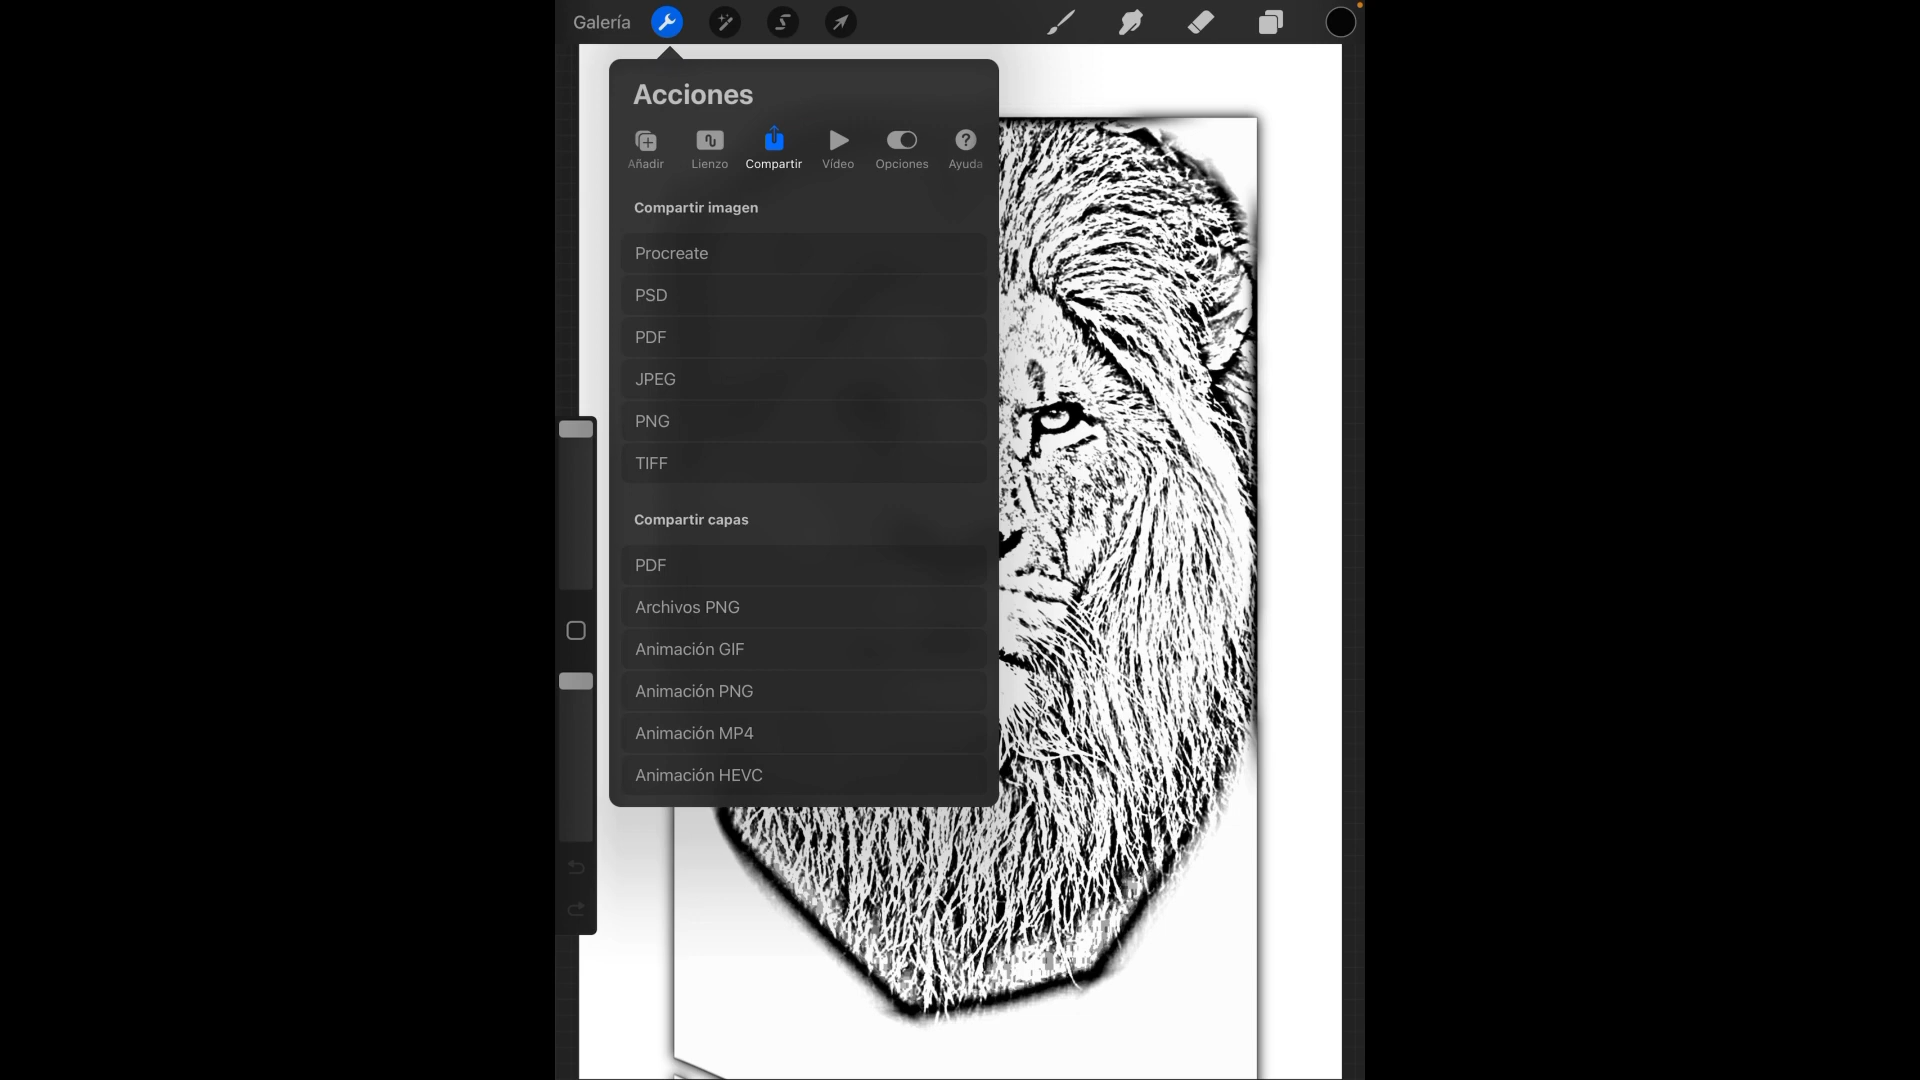 Galería
Acciones
Añadir
Lienzo
Compartir
Vídeo
Opciones
Ayuda
Compartir imagen
Procreate
PSD
PDF
JPEG
PNG
TIFF
Compartir capas
PDF
Archivos PNG
Animación GIF
Animación PNG
Animación MP4
Animación HEVC